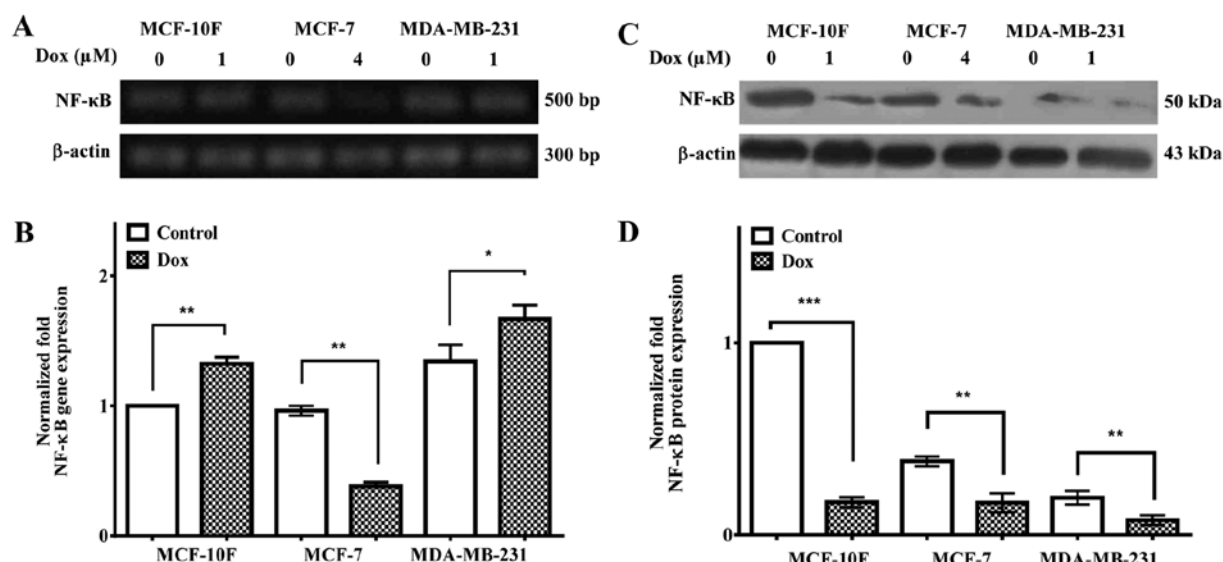 A
MCF-10F MCF-7 MDA-MB-231
Dox (µM) 0 1 0 4 0 1
NF-κB 500 bp
β-actin 300 bp
B
Control
Dox
Normalized fold
NF-κB gene expression
2
1
0
**
**
*
MCF-10F MCF-7 MDA-MB-231
C
MCF-10F MCF-7 MDA-MB-231
Dox (µM) 0 1 0 4 0 1
NF-κB 50 kDa
β-actin 43 kDa
D
Control
Dox
Normalized fold
NF-κB protein expression
1
0
***
**
**
MCF-10F MCF-7 MDA-MB-231